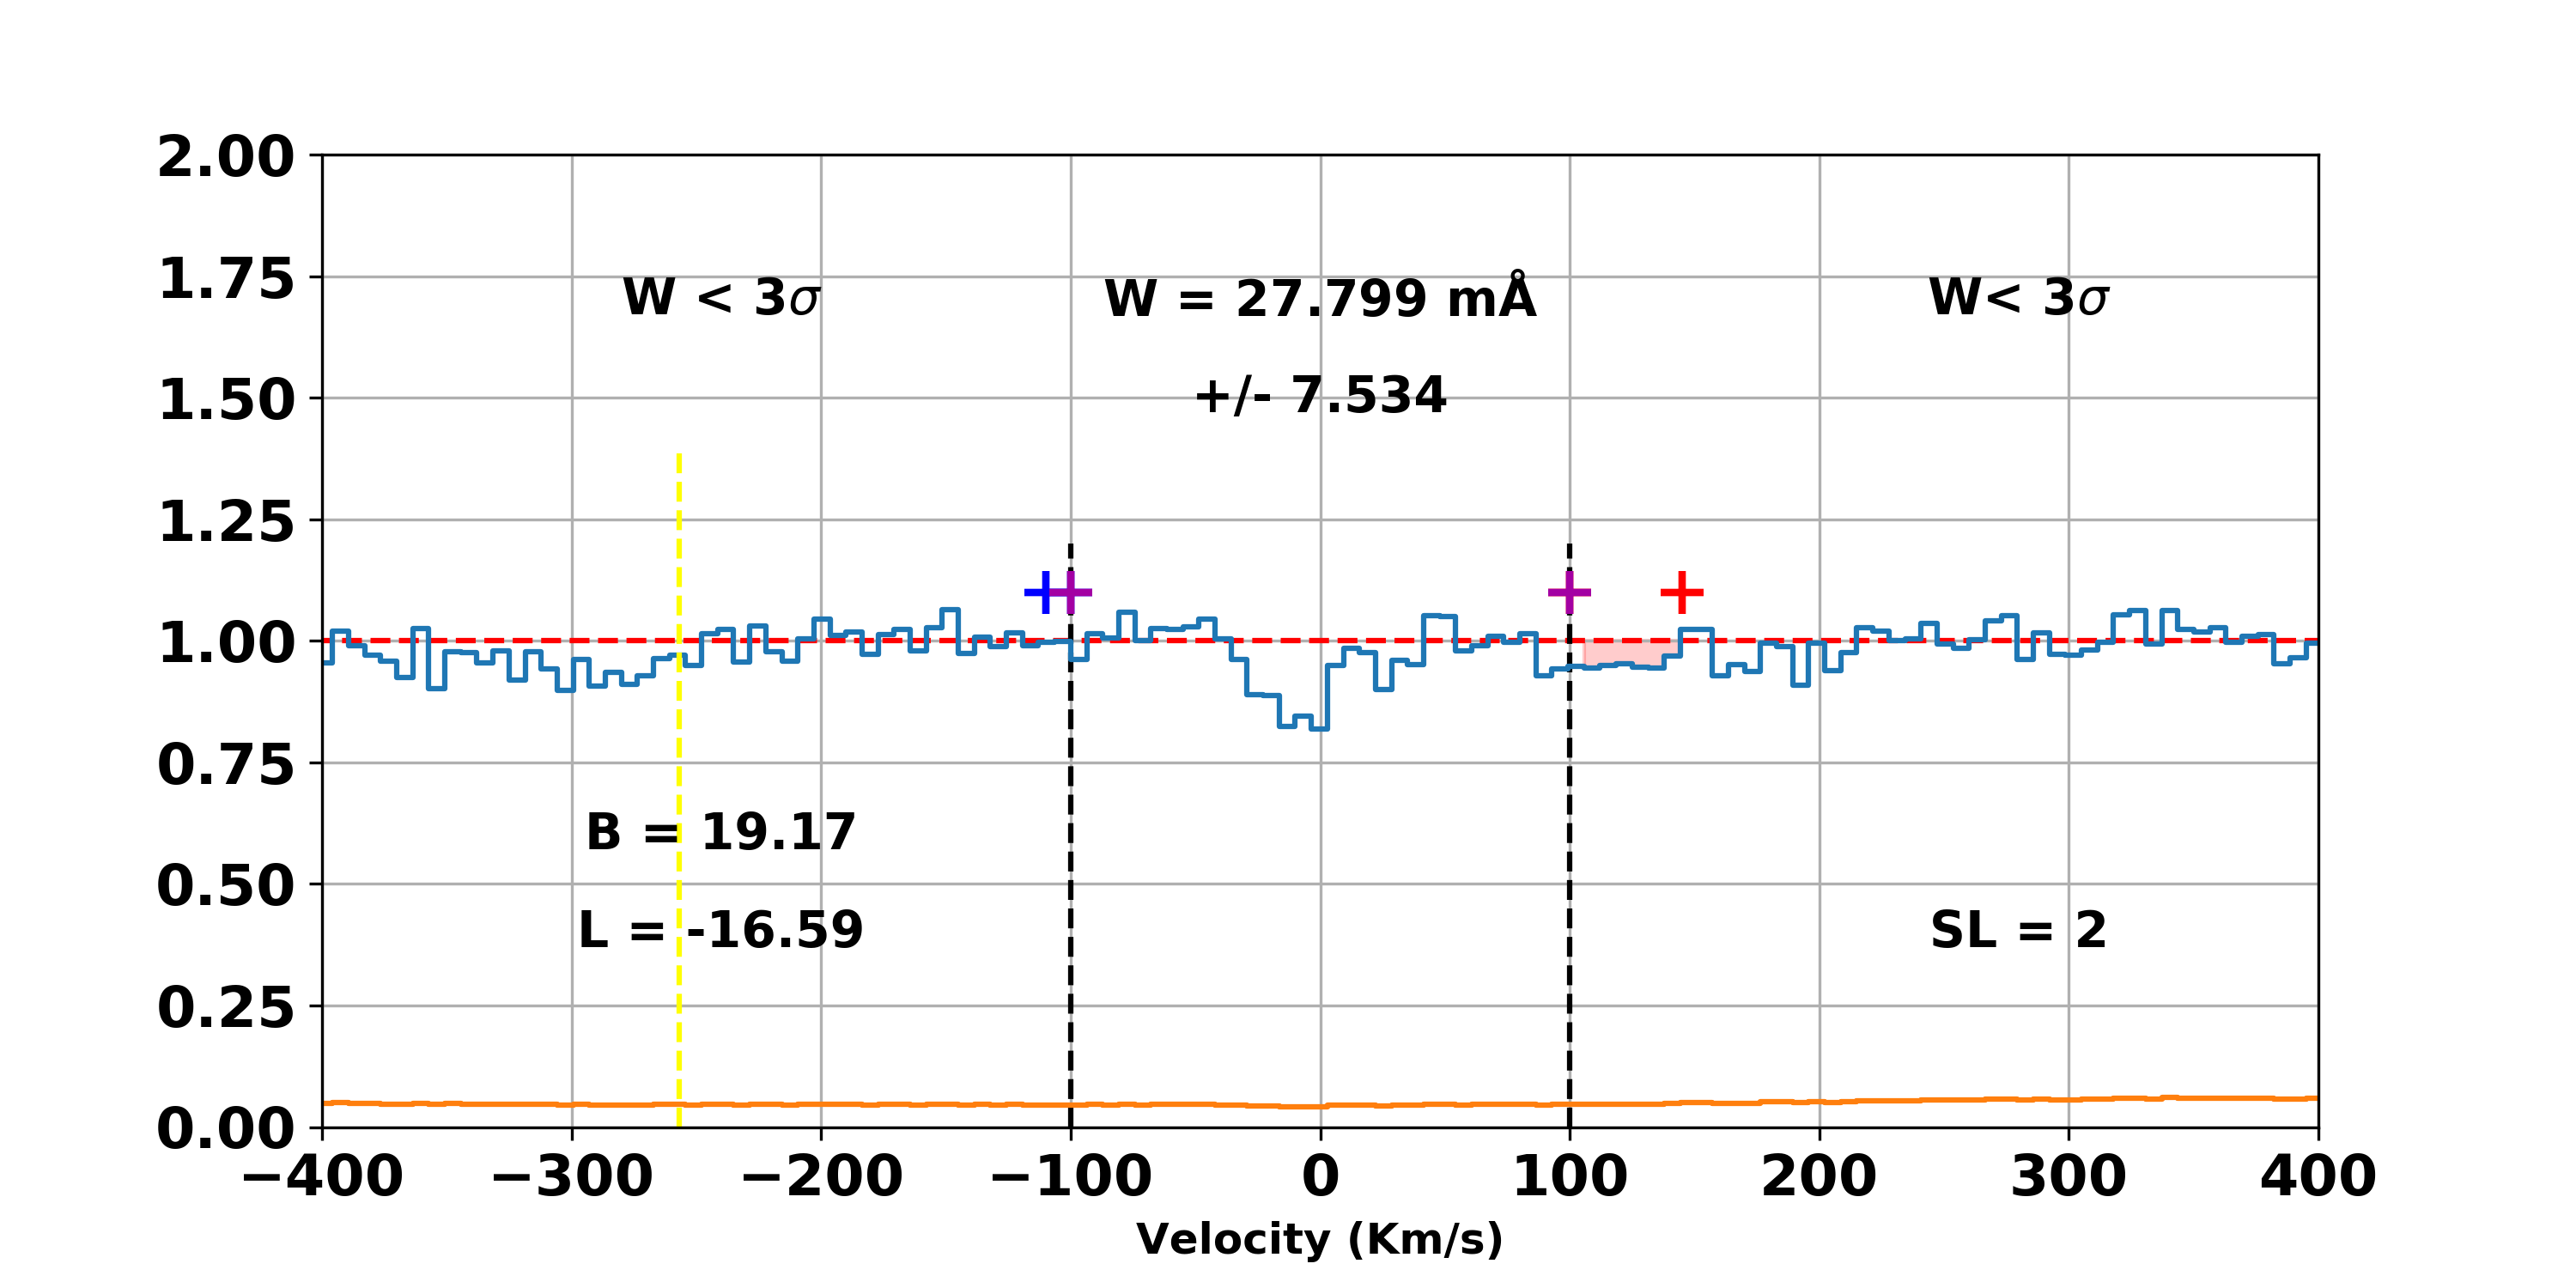 2.00
1.75
1.50
1.25
1.00
0.75
0.50
0.25
0.00
W < 3σ
W = 27.799 mÅ
+/- 7.534
W< 3σ
B = 19.17
L = -16.59
SL = 2
−400 −300 −200 −100 0 100 200 300 400
Velocity (Km/s)